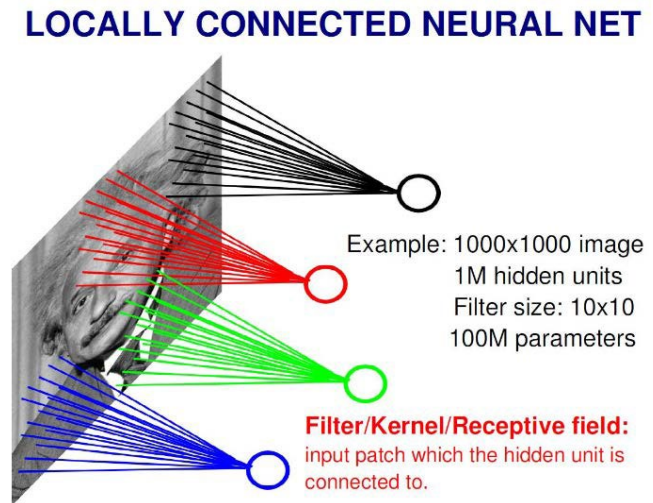 LOCALLY CONNECTED NEURAL NET
Example: 1000x1000 image
1M hidden units
Filter size: 10x10
100M parameters
Filter/Kernel/Receptive field:
input patch which the hidden unit is
connected to.